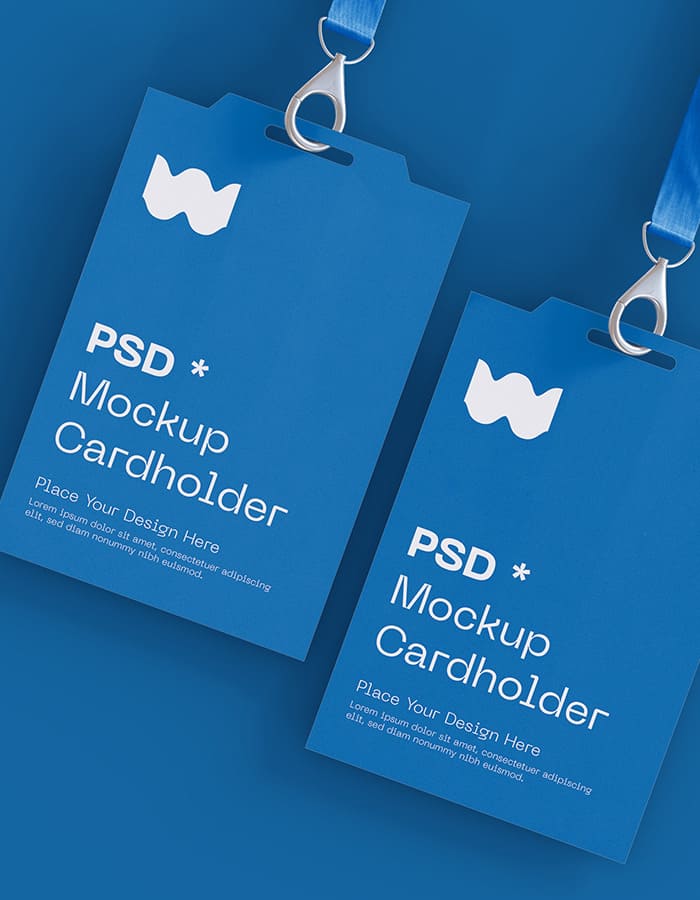 PSD *
Mockup
Cardholder
Place Your Design Here
Lorem ipsum dolor sit amet, consectetuer adipiscing
elit, sed diam nonummy nibh euismod.
PSD *
Mockup
Cardholder
Place Your Design Here
Lorem ipsum dolor sit amet, consectetuer adipiscing
elit, sed diam nonummy nibh euismod.